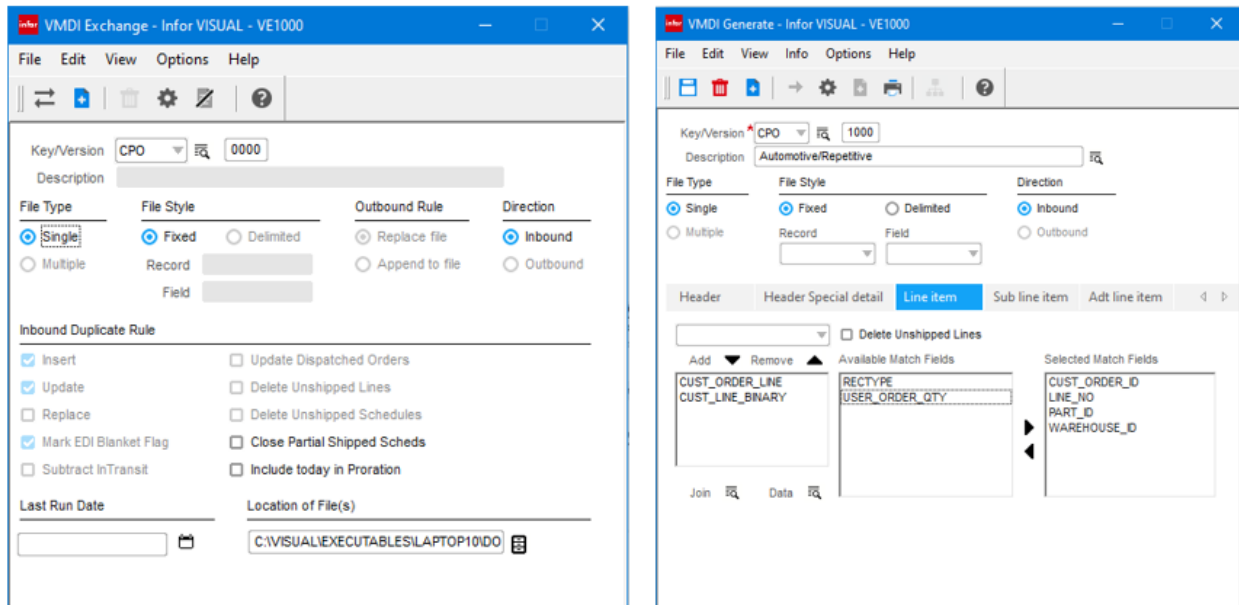 infor VMDI Exchange - Infor VISUAL - VE1000
File Edit View Options Help
Key/Version CPO 0000
Description
File Type File Style Outbound Rule Direction
Single Fixed Delimited Replace file Inbound
Multiple Record Append to file Outbound
Field
Inbound Duplicate Rule
Insert Update Dispatched Orders
Update Delete Unshipped Lines
Replace Delete Unshipped Schedules
Mark EDI Blanket Flag Close Partial Shipped Scheds
Subtract InTransit Include today in Proration
Last Run Date Location of File(s)
C:\VISUAL\EXECUTABLES\LAPTOP10\DO
infor VMDI Generate - Infor VISUAL - VE1000
File Edit View Info Options Help
Key/Version * CPO 1000
Description Automotive/Repetitive
File Type File Style Direction
Single Fixed Delimited Inbound
Multiple Record Field Outbound
Header Header Special detail Line item Sub line item Adt line item
Delete Unshipped Lines
Add Remove Available Match Fields Selected Match Fields
CUST_ORDER_LINE RECTYPE CUST_ORDER_ID
CUST_LINE_BINARY USER_ORDER_QTY LINE_NO
PART_ID
WAREHOUSE_ID
Join Data